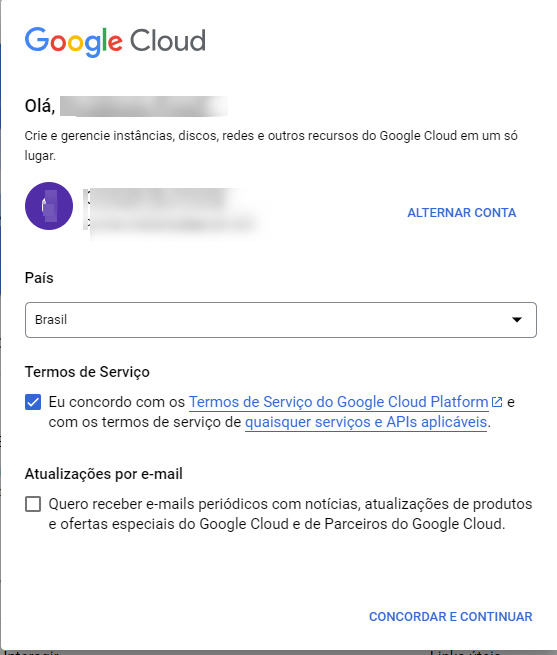 Google Cloud
Olá,
Crie e gerencie instâncias, discos, redes e outros recursos do Google Cloud em um só
lugar.
ALTERNAR CONTA
País
Brasil
Termos de Serviço
Eu concordo com os Termos de Serviço do Google Cloud Platform e
com os termos de serviço de quaisquer serviços e APIs aplicáveis.
Atualizações por e-mail
Quero receber e-mails periódicos com notícias, atualizações de produtos
e ofertas especiais do Google Cloud e de Parceiros do Google Cloud.
CONCORDAR E CONTINUAR